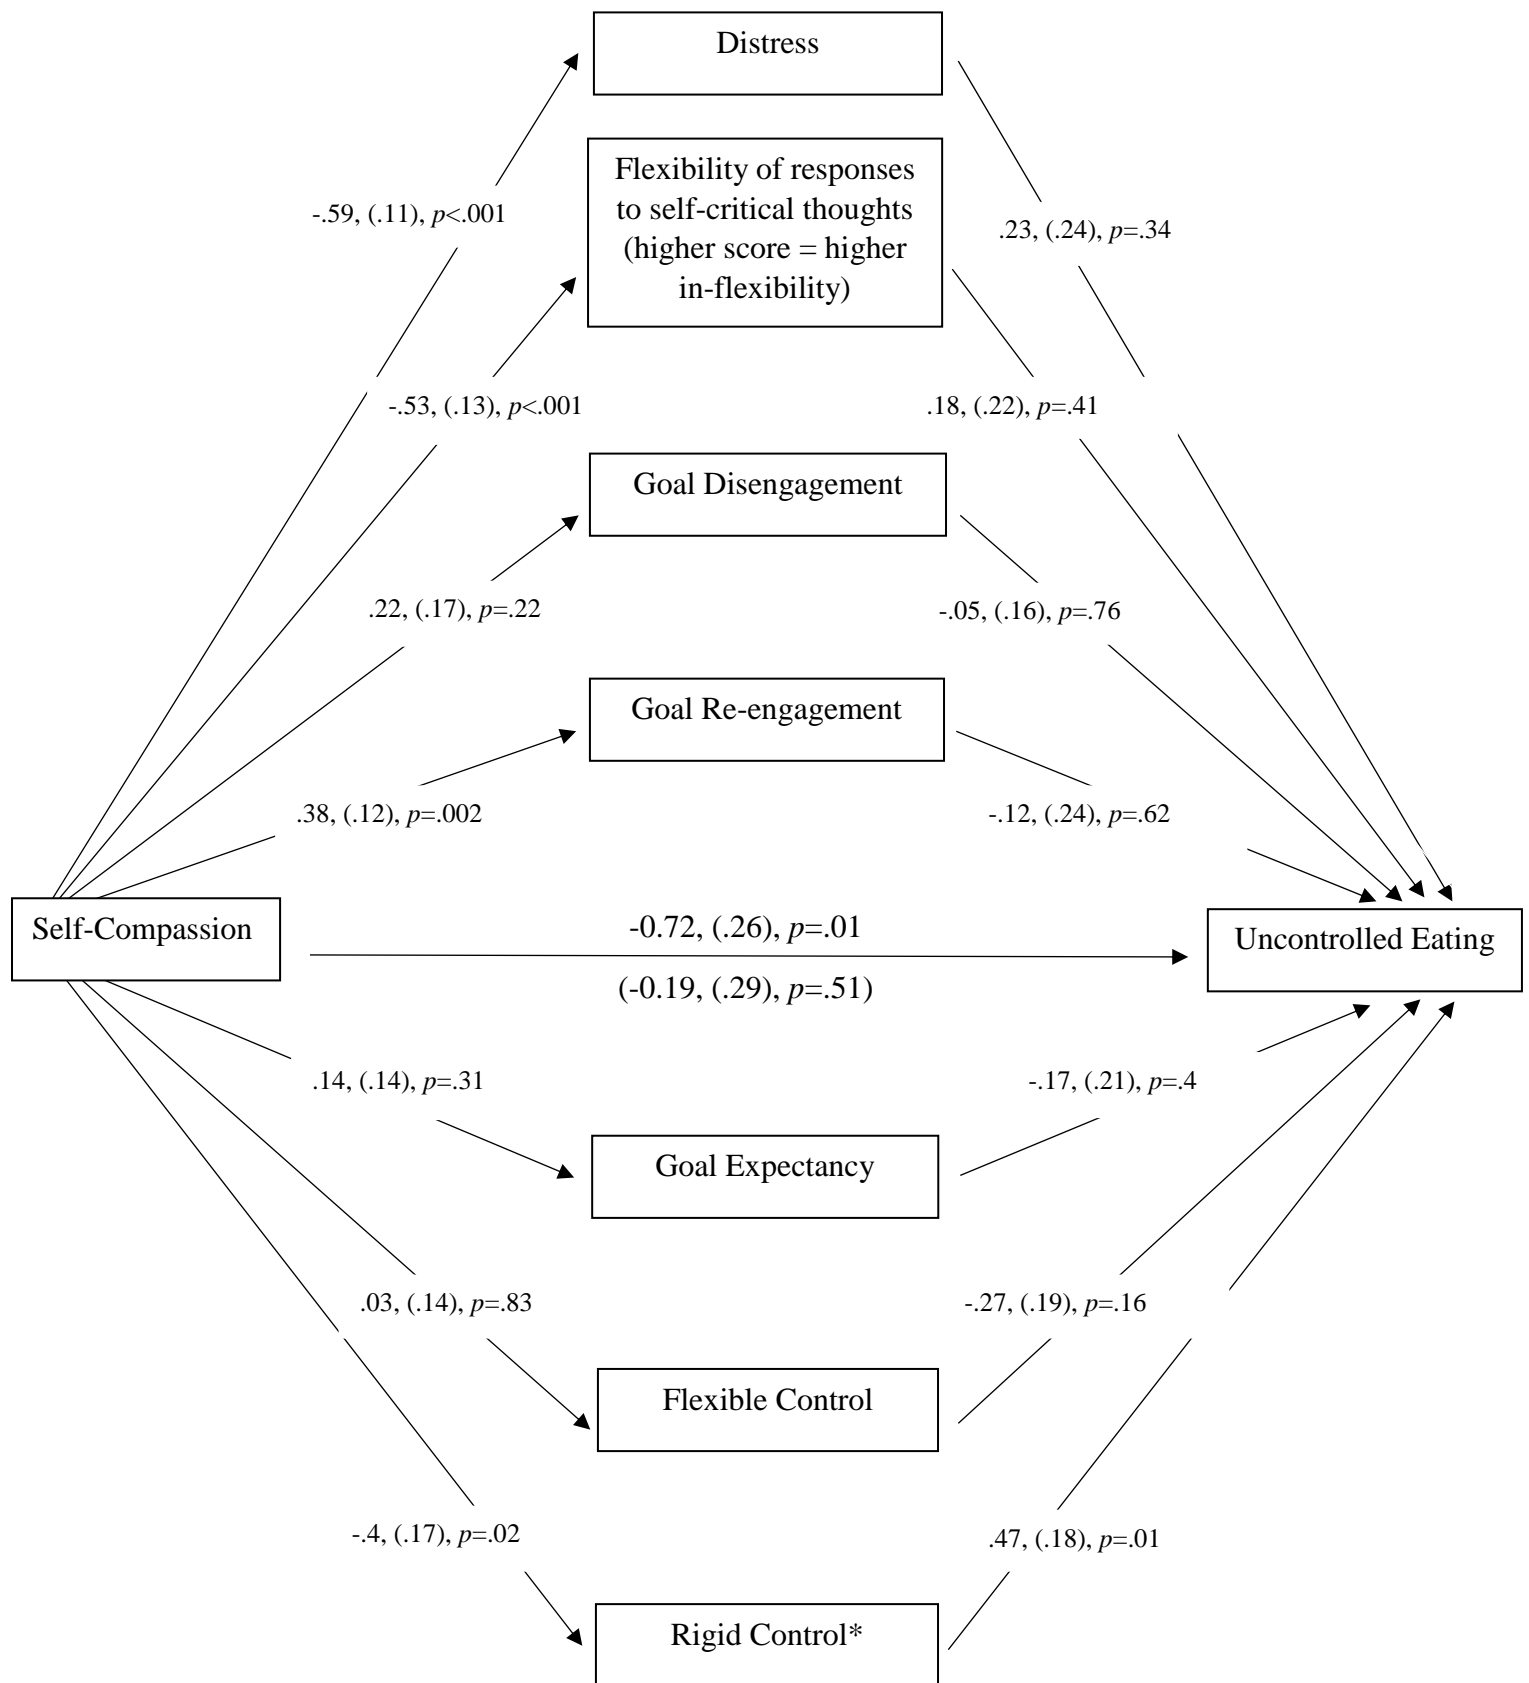 Distress
Flexibility of responses
to self-critical thoughts
(higher score = higher
in-flexibility)
-.59, (.11), p<.001
.23, (.24), p=.34
-.53, (.13), p<.001
.18, (.22), p=.41
Goal Disengagement
.22, (.17), p=.22
-.05, (.16), p=.76
Goal Re-engagement
.38, (.12), p=.002
-.12, (.24), p=.62
Self-Compassion
-0.72, (.26), p=.01
(-0.19, (.29), p=.51)
Uncontrolled Eating
.14, (.14), p=.31
-.17, (.21), p=.4
Goal Expectancy
.03, (.14), p=.83
-.27, (.19), p=.16
Flexible Control
-.4, (.17), p=.02
.47, (.18), p=.01
Rigid Control*